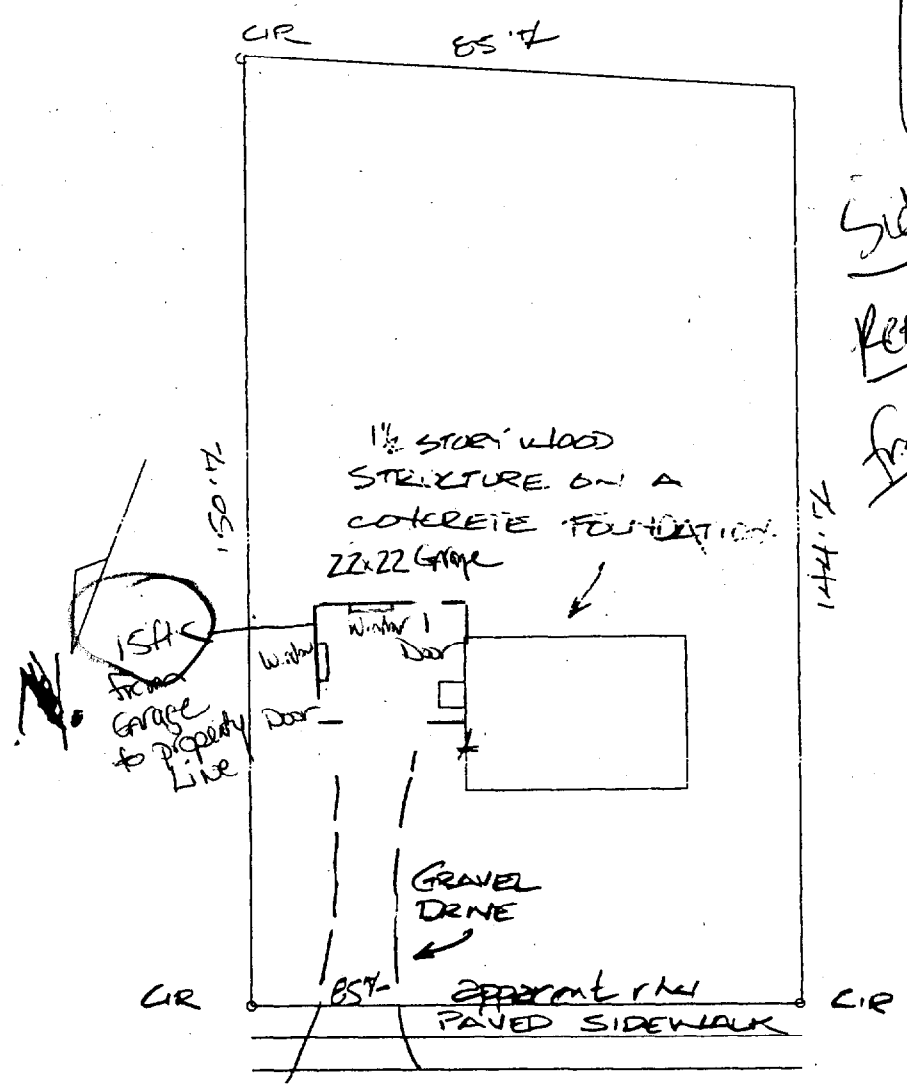 CIR
85'±
150'±
144'±
1½ STORY WOOD
STRUCTURE ON A
CONCRETE FOUNDATION
22x22 Garage
Window
Window
Door
Door
15ft
from
Garage
to property
Line
N.
GRAVEL
DRIVE
CIR
85'±
apparent r/w
CIR
PAVED SIDEWALK